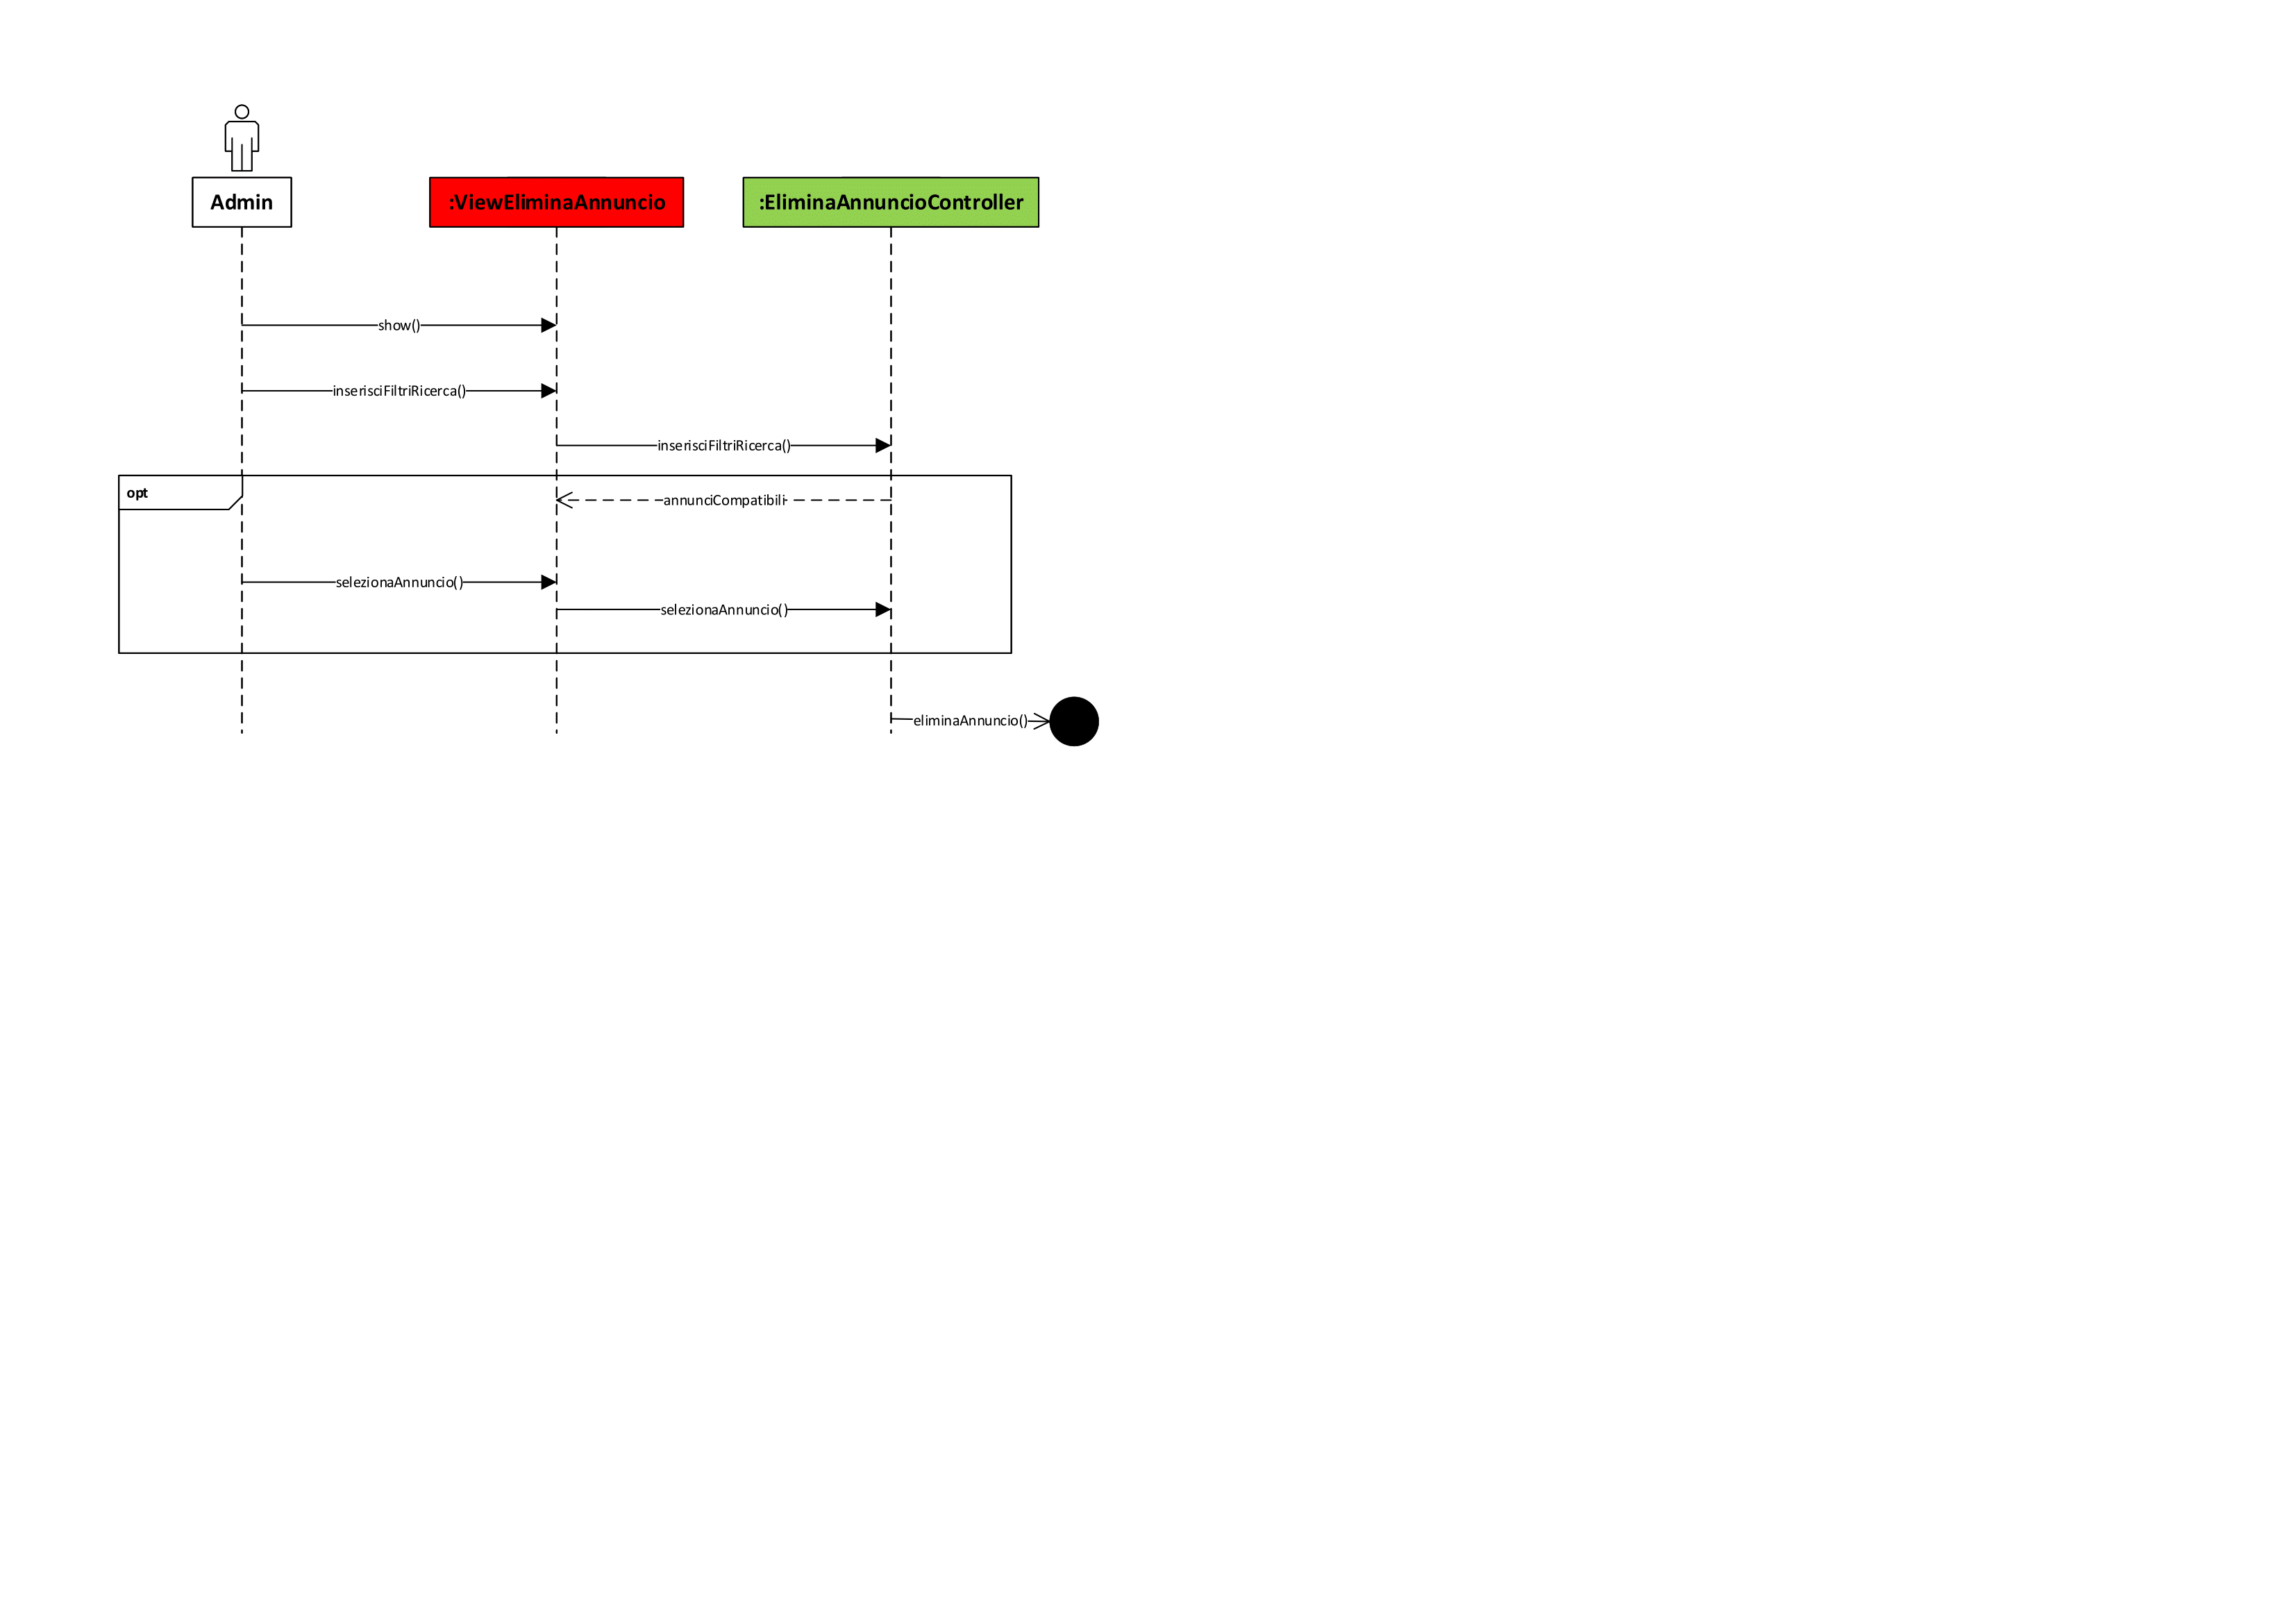 Admin
:ViewEliminaAnnuncio
:EliminaAnnuncioController
show()
inserisciFiltriRicerca()
inserisciFiltriRicerca()
opt
annunciCompatibili
selezionaAnnuncio()
selezionaAnnuncio()
eliminaAnnuncio()